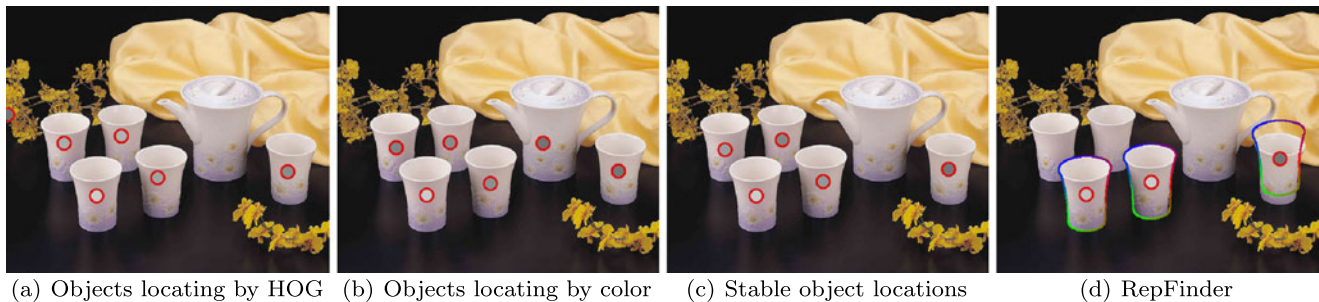 (a) Objects locating by HOG
(b) Objects locating by color
(c) Stable object locations
(d) RepFinder